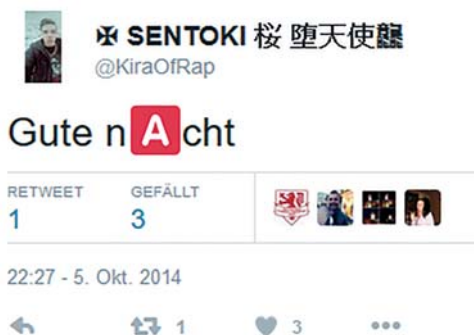 ✠ SENTOKI 桜 堕天使龘
@KiraOfRap
Gute n🅰cht
RETWEET GEFÄLLT
1 3
22:27 - 5. Okt. 2014
1 3